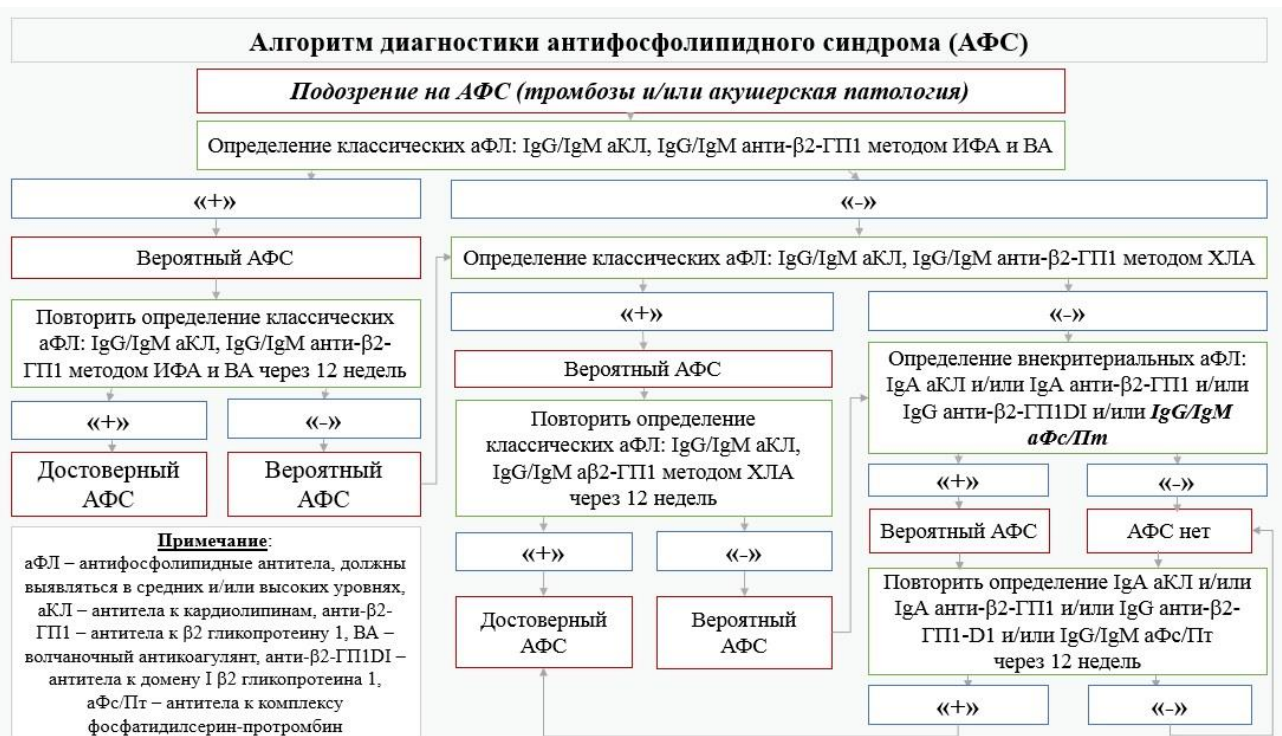 Алгоритм диагностики антифосфолипидного синдрома (АФС)
Подозрение на АФС (тромбозы и/или акушерская патология)
Определение классических аФЛ: IgG/IgM аКЛ, IgG/IgM анти-β2-ГП1 методом ИФА и ВА
«+»
Вероятный АФС
Повторить определение классических
аФЛ: IgG/IgM аКЛ, IgG/IgM анти-β2-
ГП1 методом ИФА и ВА через 12 недель
«+»
«-»
Достоверный
АФС
Вероятный
АФС
«-»
Определение классических аФЛ: IgG/IgM аКЛ, IgG/IgM анти-β2-ГП1 методом ХЛА
«+»
Вероятный АФС
Повторить определение
классических аФЛ: IgG/IgM аКЛ,
IgG/IgM аβ2-ГП1 методом ХЛА
через 12 недель
«+»
«-»
Достоверный
АФС
Вероятный
АФС
«-»
Определение внекритериальных аФЛ:
IgA аКЛ и/или IgA анти-β2-ГП1 и/или
IgG анти-β2-ГП1DI и/или IgG/IgM
аФс/Пт
«+»
«-»
Вероятный АФС
АФС нет
Повторить определение IgA аКЛ и/или
IgA анти-β2-ГП1 и/или IgG анти-β2-
ГП1-D1 и/или IgG/IgM аФс/Пт
через 12 недель
«+»
«-»
Примечание:
аФЛ – антифосфолипидные антитела, должны
выявляться в средних и/или высоких уровнях,
аКЛ – антитела к кардиолипинам, анти-β2-
ГП1 – антитела к β2 гликопротеину 1, ВА –
волчаночный антикоагулянт, анти-β2-ГП1DI –
антитела к домену I β2 гликопротеина 1,
аФс/Пт – антитела к комплексу
фосфатидилсерин-протромбин